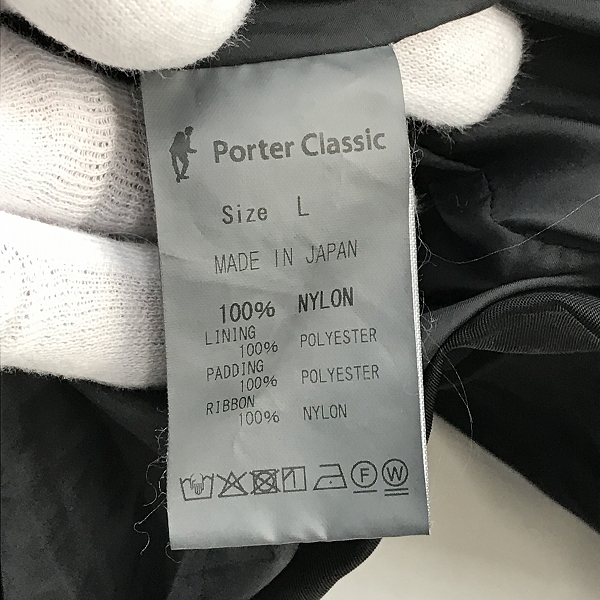 Porter Classic
Size L
MADE IN JAPAN
100% NYLON
LINING
100% POLYESTER
PADDING
100% POLYESTER
RIBBON
100% NYLON
F W